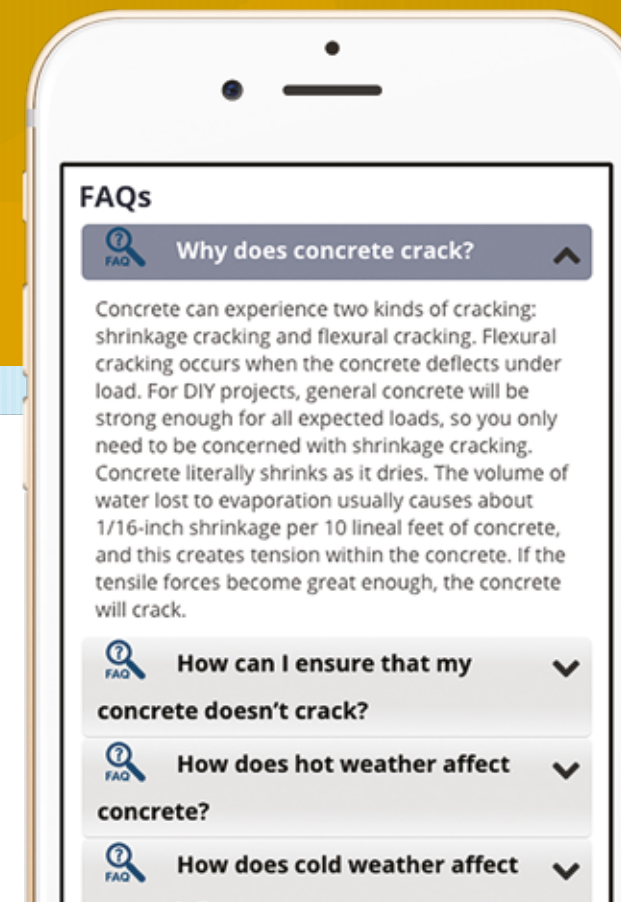 FAQs
? FAQ Why does concrete crack?
Concrete can experience two kinds of cracking:
shrinkage cracking and flexural cracking. Flexural
cracking occurs when the concrete deflects under
load. For DIY projects, general concrete will be
strong enough for all expected loads, so you only
need to be concerned with shrinkage cracking.
Concrete literally shrinks as it dries. The volume of
water lost to evaporation usually causes about
1/16-inch shrinkage per 10 lineal feet of concrete,
and this creates tension within the concrete. If the
tensile forces become great enough, the concrete
will crack.
? FAQ How can I ensure that my
concrete doesn’t crack?
? FAQ How does hot weather affect
concrete?
? FAQ How does cold weather affect